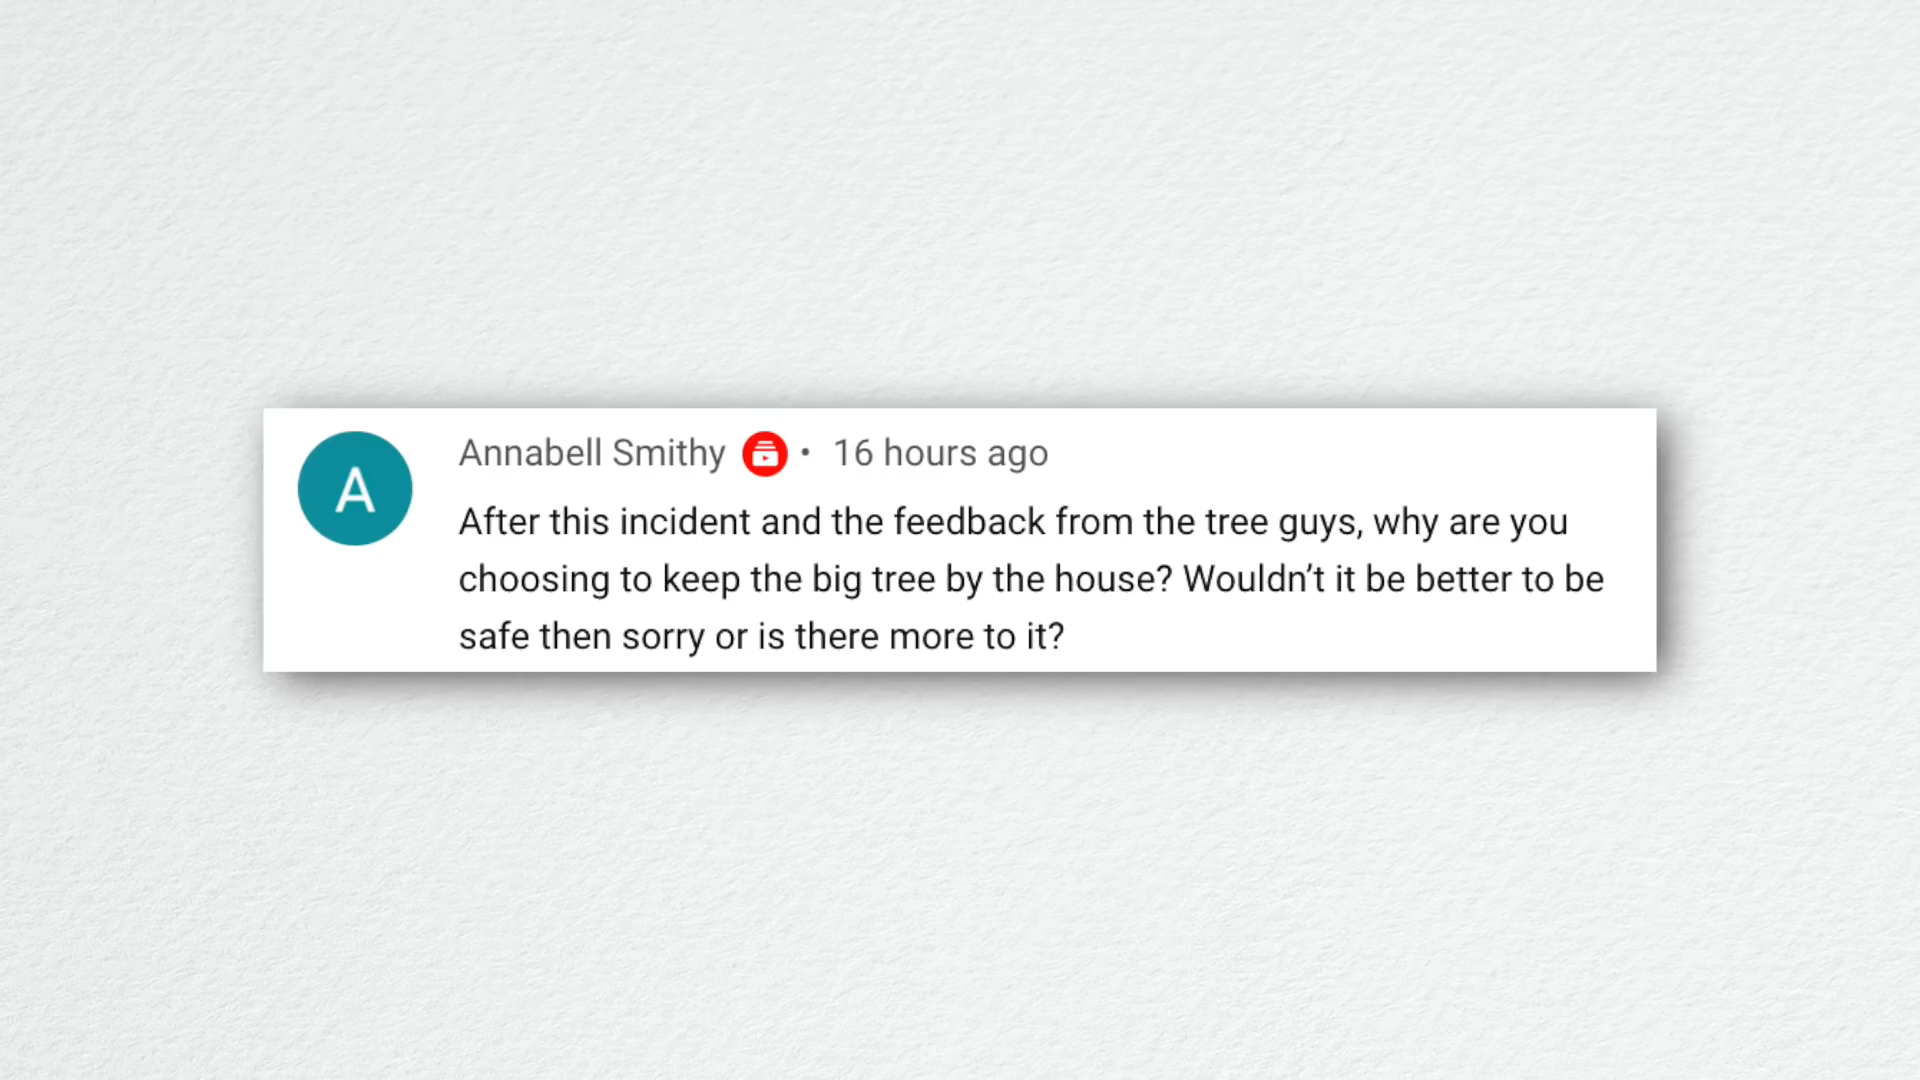 A
Annabell Smithy • 16 hours ago
After this incident and the feedback from the tree guys, why are you
choosing to keep the big tree by the house? Wouldn’t it be better to be
safe then sorry or is there more to it?